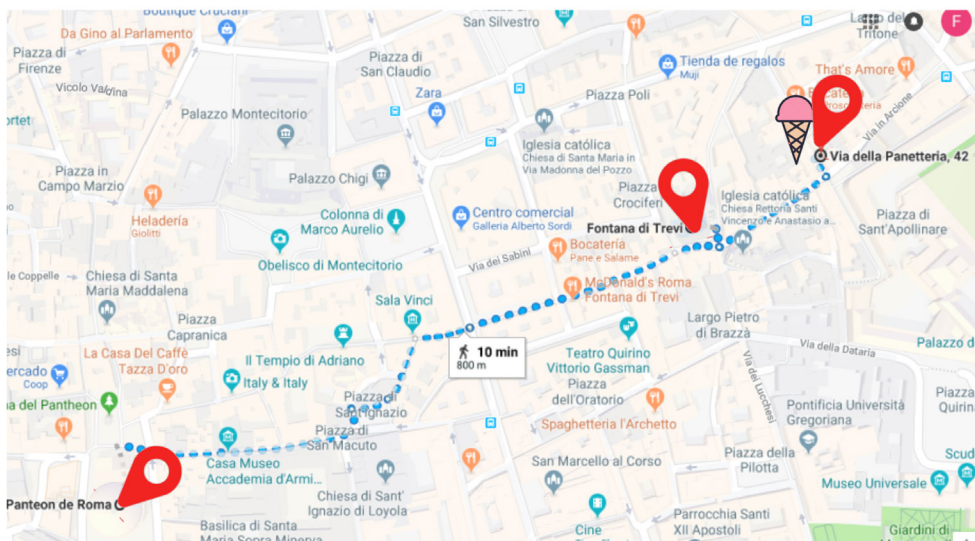 Boutique Cruciani
Da Gino al Parlamento
Piazza di
San Silvestro
Largo del
Tritone
F
Piazza di
Firenze
Vicolo Valdina
Piazza di
San Claudio
Tienda de regalos
Muji
That's Amore
Zara
Piazza Poli
Via in Arcione
Palazzo Montecitorio
Iglesia católica
Chiesa di Santa Maria in
Via Madonna del Pozzo
Via della Panetteria, 42
Piazza in
Campo Marzio
Palazzo Chigi
Piazza
Crociferi
Iglesia católica
Chiesa Rettoria Santi
Vincenzo e Anastasio a...
Piazza di
Sant'Apollinare
Heladería
Giolitti
Colonna di
Marco Aurelio
Centro comercial
Galleria Alberto Sordi
Fontana di Trevi
Bocatería
Pane e Salame
Via dei Sabini
Obelisco di Montecitorio
le Coppelle
Chiesa di Santa
Maria Maddalena
McDonald's Roma
Fontana di Trevi
Sala Vinci
Piazza
Capranica
Largo Pietro
di Brazzà
Via della Dataria
Palazzo d
10 min
800 m
La Casa Del Caffè
Tazza D'oro
Il Tempio di Adriano
Teatro Quirino
Vittorio Gassman
Via dei Lucchesi
Coop
Italy & Italy
Piazza
dell'Oratorio
Piazza
Quirin
del Pantheon
Piazza di
Sant'Ignazio
Pontificia Università
Gregoriana
Spaghetteria l'Archetto
Piazza di
San Macuto
Piazza della
Pilotta
Casa Museo
Accademia d'Armi...
San Marcello al Corso
Museo Universale
Scud
Panteon de Roma
Chiesa di Sant'
Ignazio di Loyola
Basilica di Santa
Maria Sopra Minerva
Cine
Parrocchia Santi
XII Apostoli
Giardini di